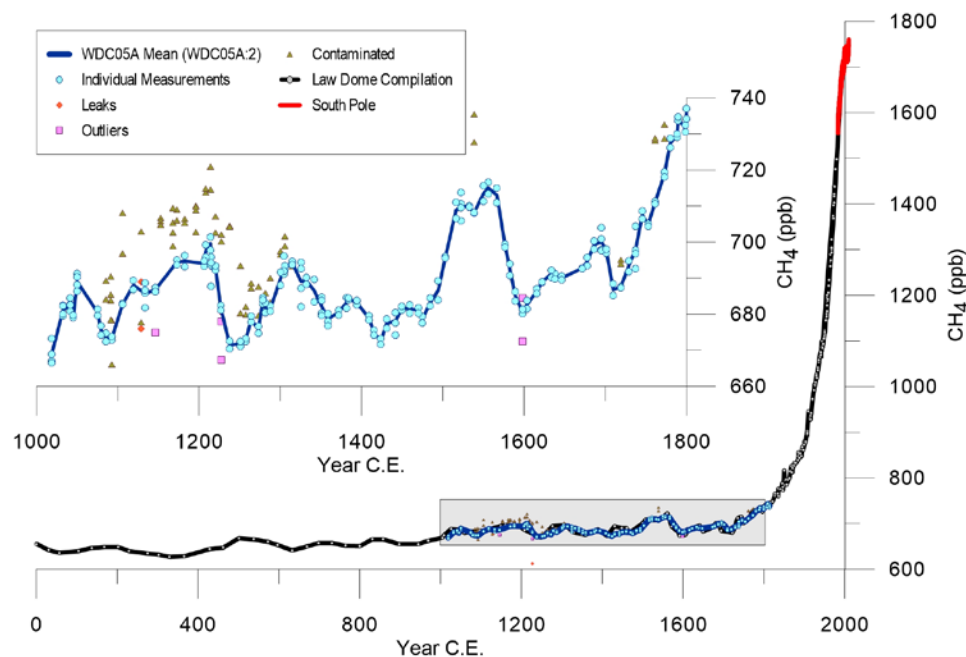 WDC05A Mean (WDC05A:2)
Contaminated
Individual Measurements
Law Dome Compilation
Leaks
South Pole
Outliers
740
720
700
680
660
CH4 (ppb)
1000
1200
1400
1600
1800
Year C.E.
1800
1600
1400
1200
1000
800
600
CH4 (ppb)
0
400
800
1200
1600
2000
Year C.E.